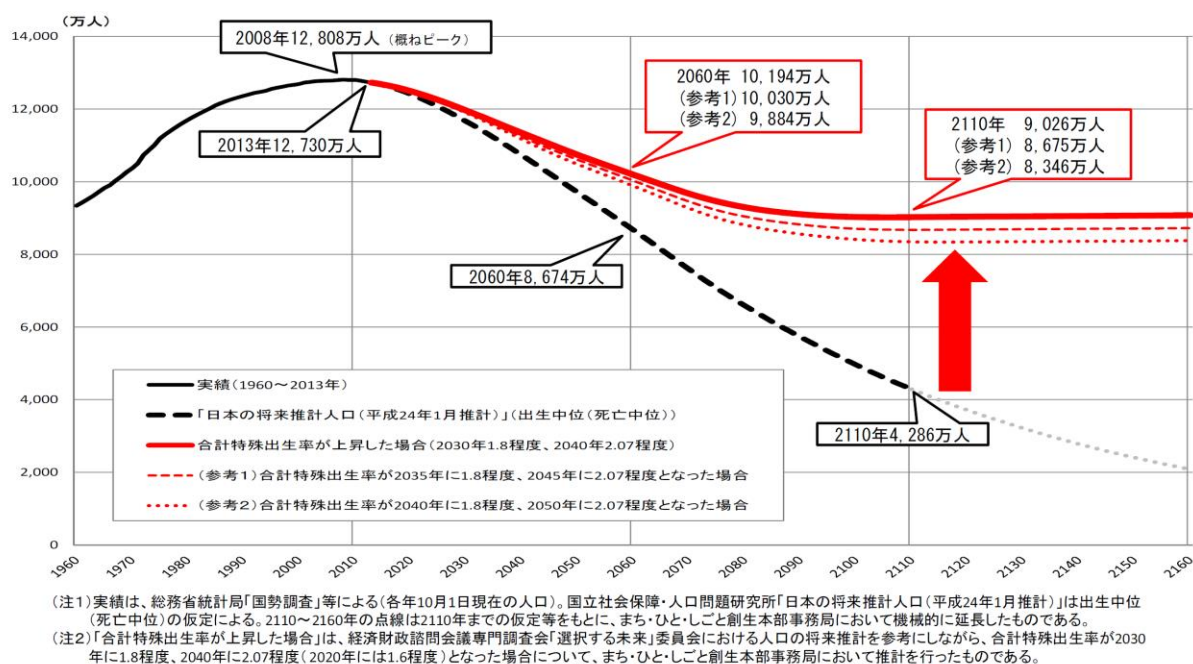 (万人)
14,000
12,000
10,000
8,000
6,000
4,000
2,000
0
2008年12,808万人 (概ねピーク)
2013年12,730万人
2060年 10,194万人
(参考1) 10,030万人
(参考2) 9,884万人
2110年 9,026万人
(参考1) 8,675万人
(参考2) 8,346万人
2060年8,674万人
2110年4,286万人
実績(1960~2013年)
「日本の将来推計人口(平成24年1月推計)」(出生中位(死亡中位))
合計特殊出生率が上昇した場合(2030年1.8程度、2040年2.07程度)
(参考1)合計特殊出生率が2035年に1.8程度、2045年に2.07程度となった場合
(参考2)合計特殊出生率が2040年に1.8程度、2050年に2.07程度となった場合
1960 1970 1980 1990 2000 2010 2020 2030 2040 2050 2060 2070 2080 2090 2100 2110 2120 2130 2140 2150 2160
(注1)実績は、総務省統計局「国勢調査」等による(各年10月1日現在の人口)。国立社会保障・人口問題研究所「日本の将来推計人口(平成24年1月推計)」は出生中位
(死亡中位)の仮定による。2110~2160年の点線は2110年までの仮定等をもとに、まち・ひと・しごと創生本部事務局において機械的に延長したものである。
(注2)「合計特殊出生率が上昇した場合」は、経済財政諮問会議専門調査会「選択する未来」委員会における人口の将来推計を参考にしながら、合計特殊出生率が2030
年に1.8程度、2040年に2.07程度(2020年には1.6程度)となった場合について、まち・ひと・しごと創生本部事務局において推計を行ったものである。